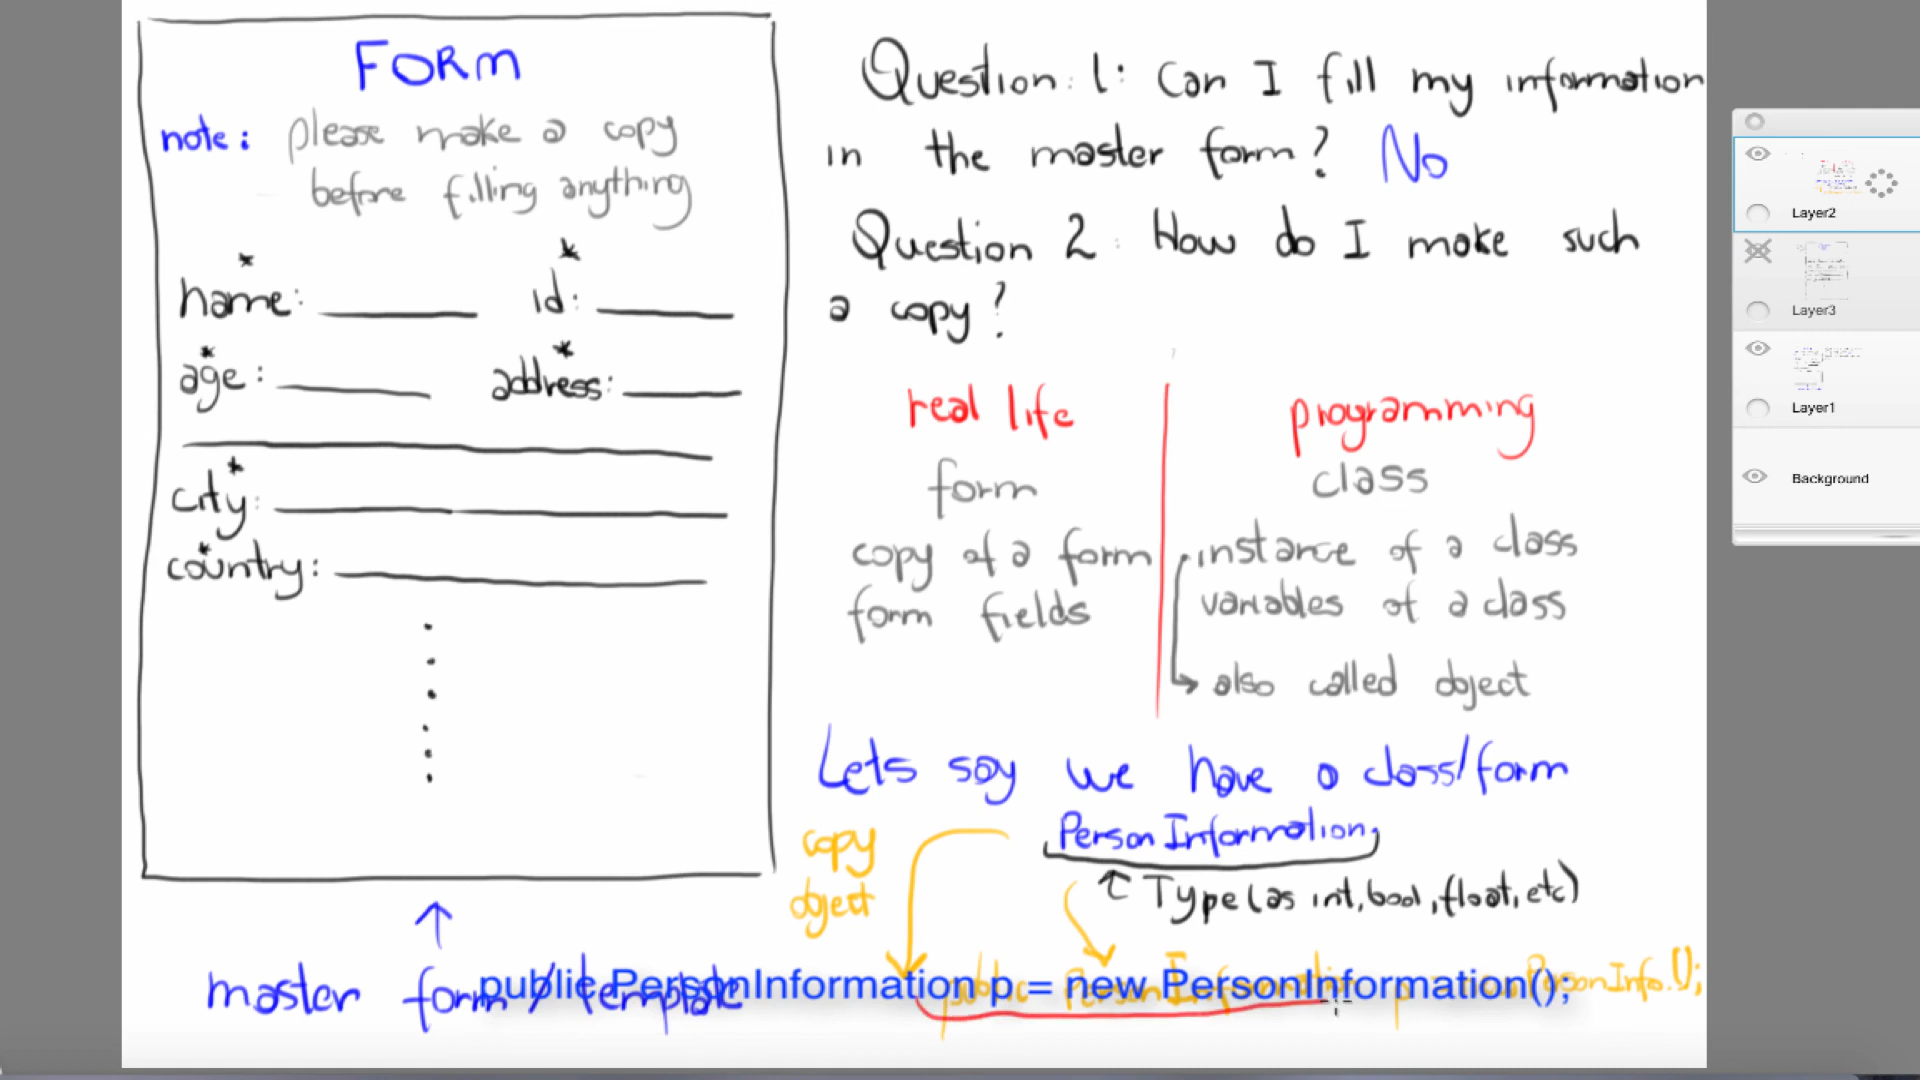 FORM
note: please make a copy
before filling anything
* *
name: id:
* *
age: address:
*
city:
*
country:
master form / template
Question 1: Can I fill my information
in the master form? No
Question 2: How do I make such
a copy?
real life
form
copy of a form
form fields
programming
class
instance of a class
variables of a class
also called object
Lets say we have a class/form
PersonInformation
Type (as int, bool, float, etc)
copy
object
public PersonInformation p = new PersonInfo.();
public PersonInformation p = new PersonInformation();
Layer2
Layer3
Layer1
Background